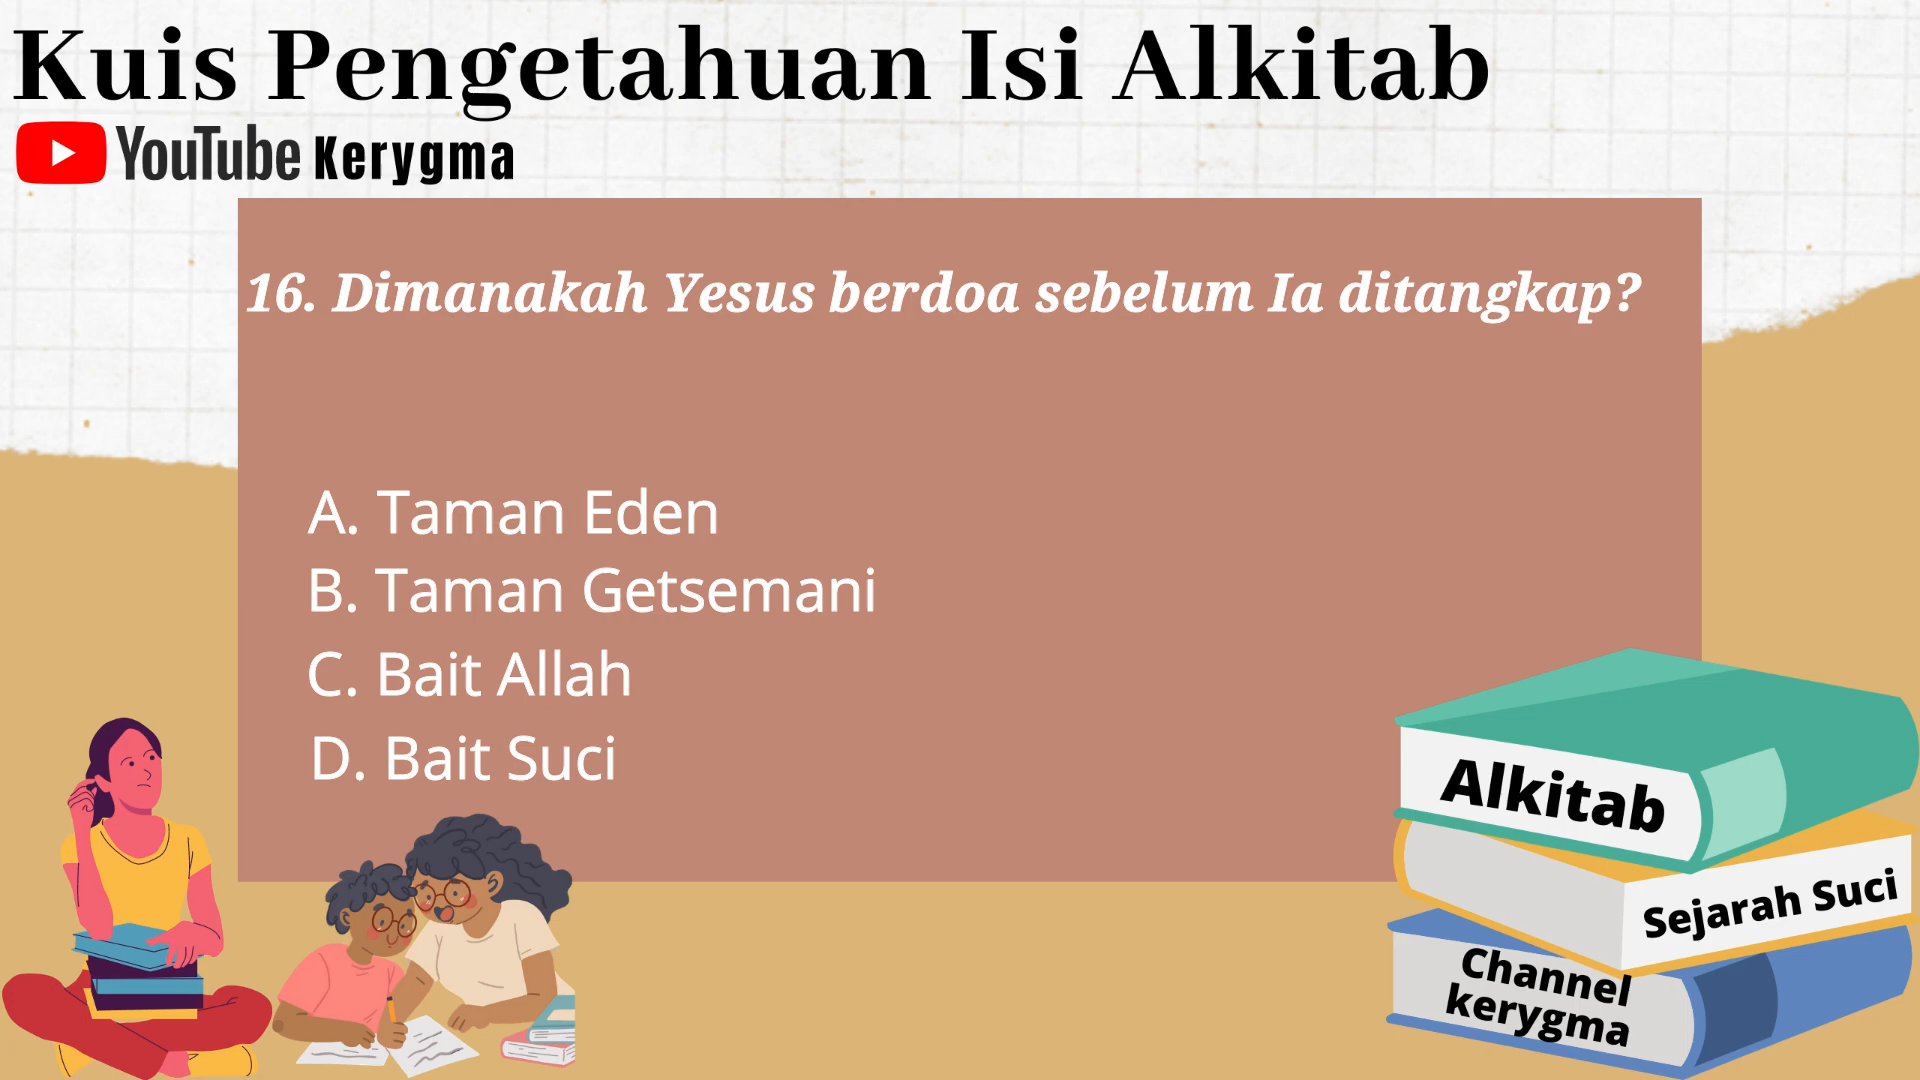 Kuis Pengetahuan Isi Alkitab
YouTube Kerygma
16. Dimanakah Yesus berdoa sebelum Ia ditangkap?
A. Taman Eden
B. Taman Getsemani
C. Bait Allah
D. Bait Suci
Alkitab
Sejarah Suci
Channel
kerygma